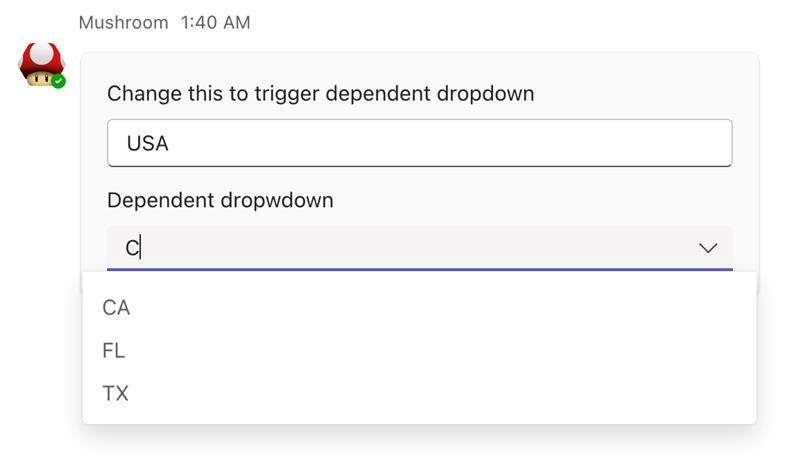 Mushroom 1:40 AM
Change this to trigger dependent dropdown
USA
Dependent dropwdown
C
CA
FL
TX